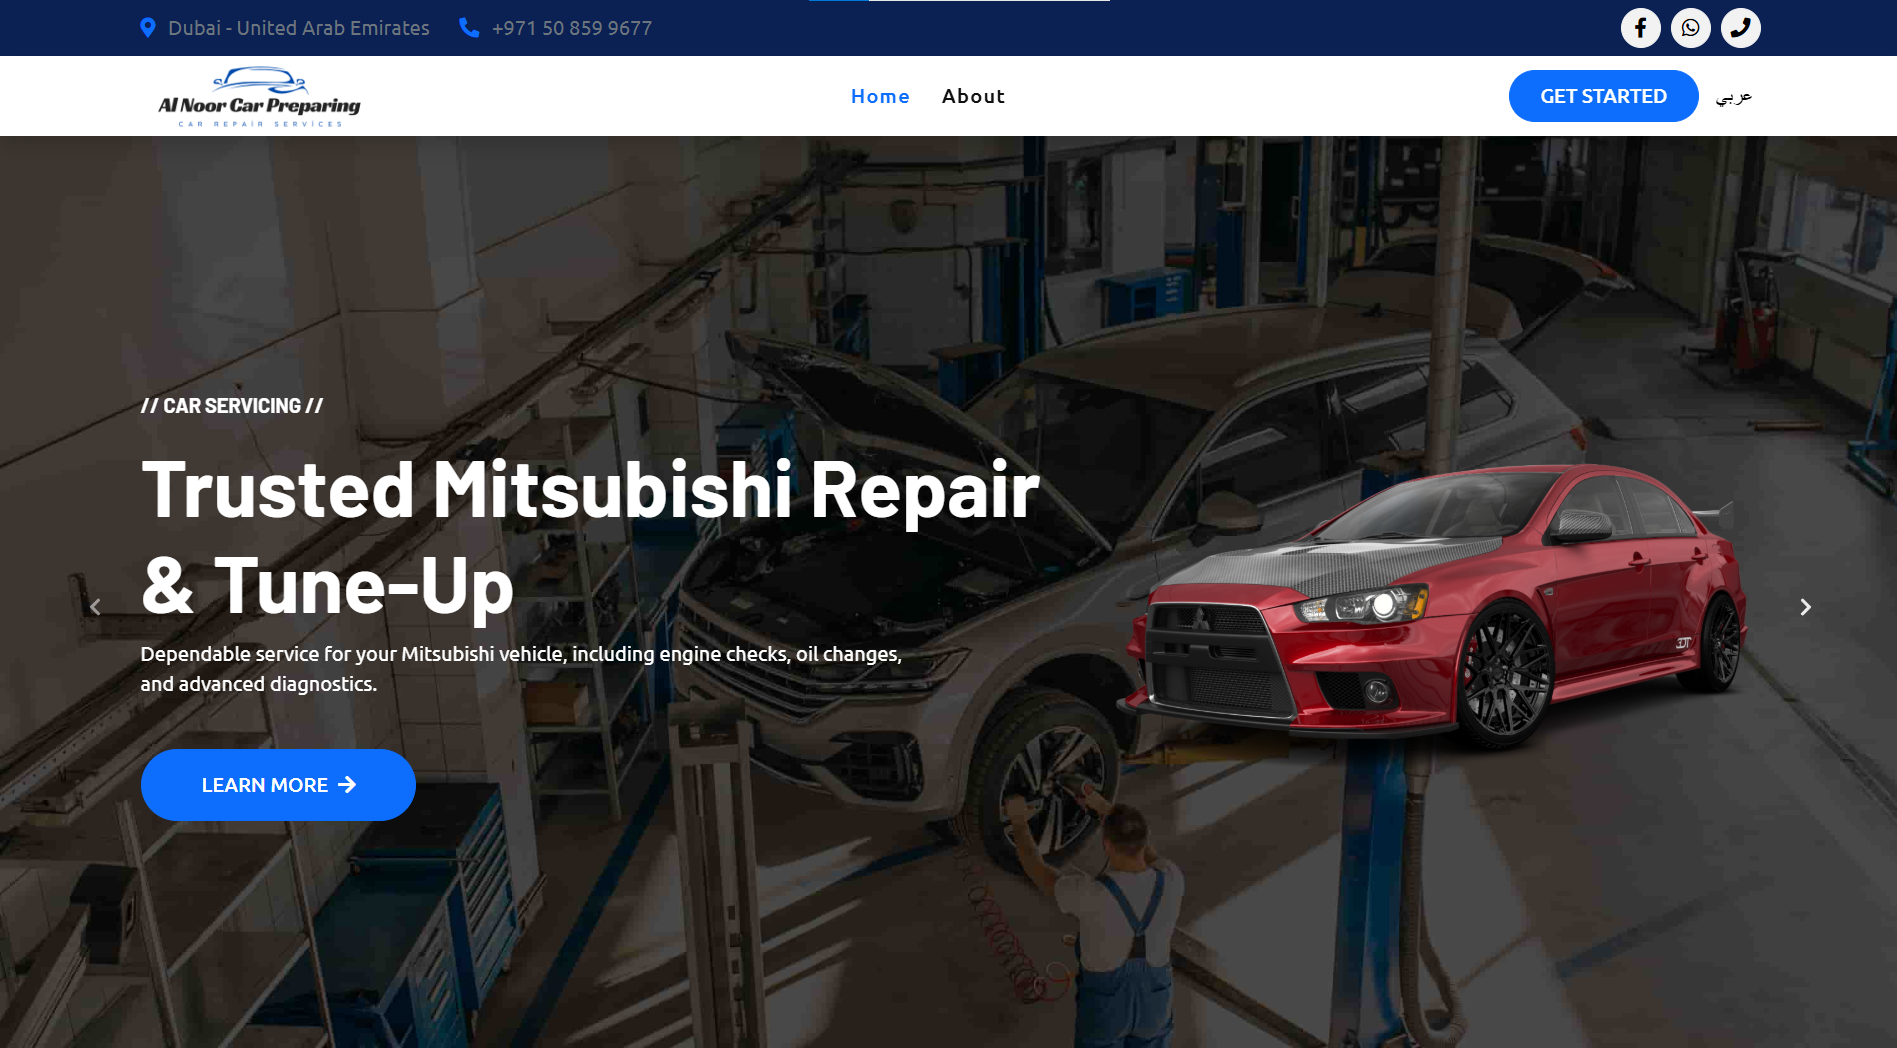 Dubai - United Arab Emirates
+971 50 859 9677
Al Noor Car Preparing
CAR REPAIR SERVICES
Home
About
GET STARTED
عربي
// CAR SERVICING //
Trusted Mitsubishi Repair
& Tune-Up
Dependable service for your Mitsubishi vehicle, including engine checks, oil changes,
and advanced diagnostics.
LEARN MORE